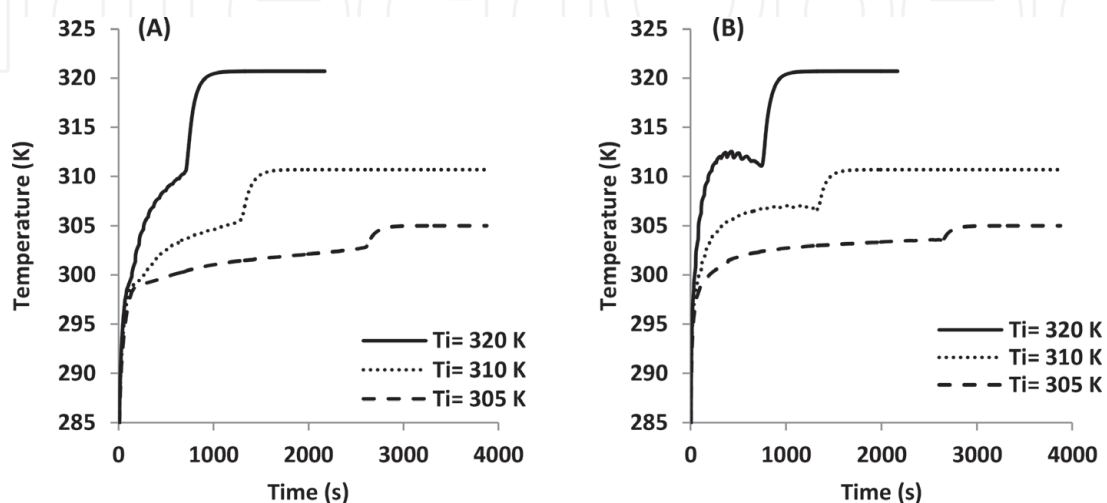 (A)
325
320
315
310
305
300
295
290
285
Temperature (K)
Ti= 320 K
Ti= 310 K
Ti= 305 K
0 1000 2000 3000 4000
Time (s)
(B)
325
320
315
310
305
300
295
290
285
Temperature (K)
Ti= 320 K
Ti= 310 K
Ti= 305 K
0 1000 2000 3000 4000
Time (s)